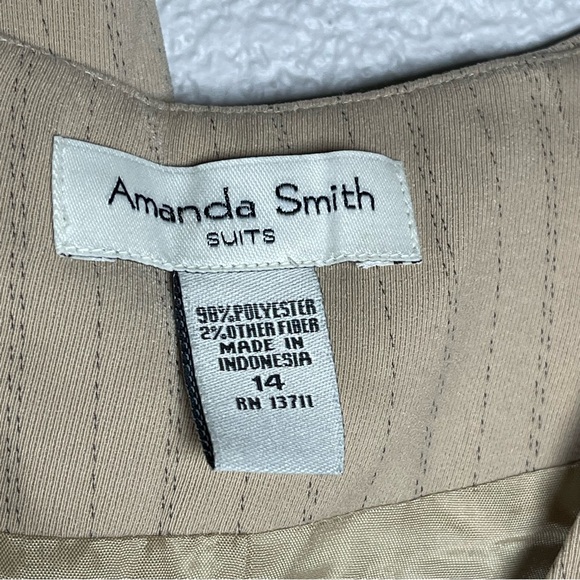 Amanda Smith
SUITS
98% POLYESTER
2% OTHER FIBER
MADE IN
INDONESIA
14
RN 13711